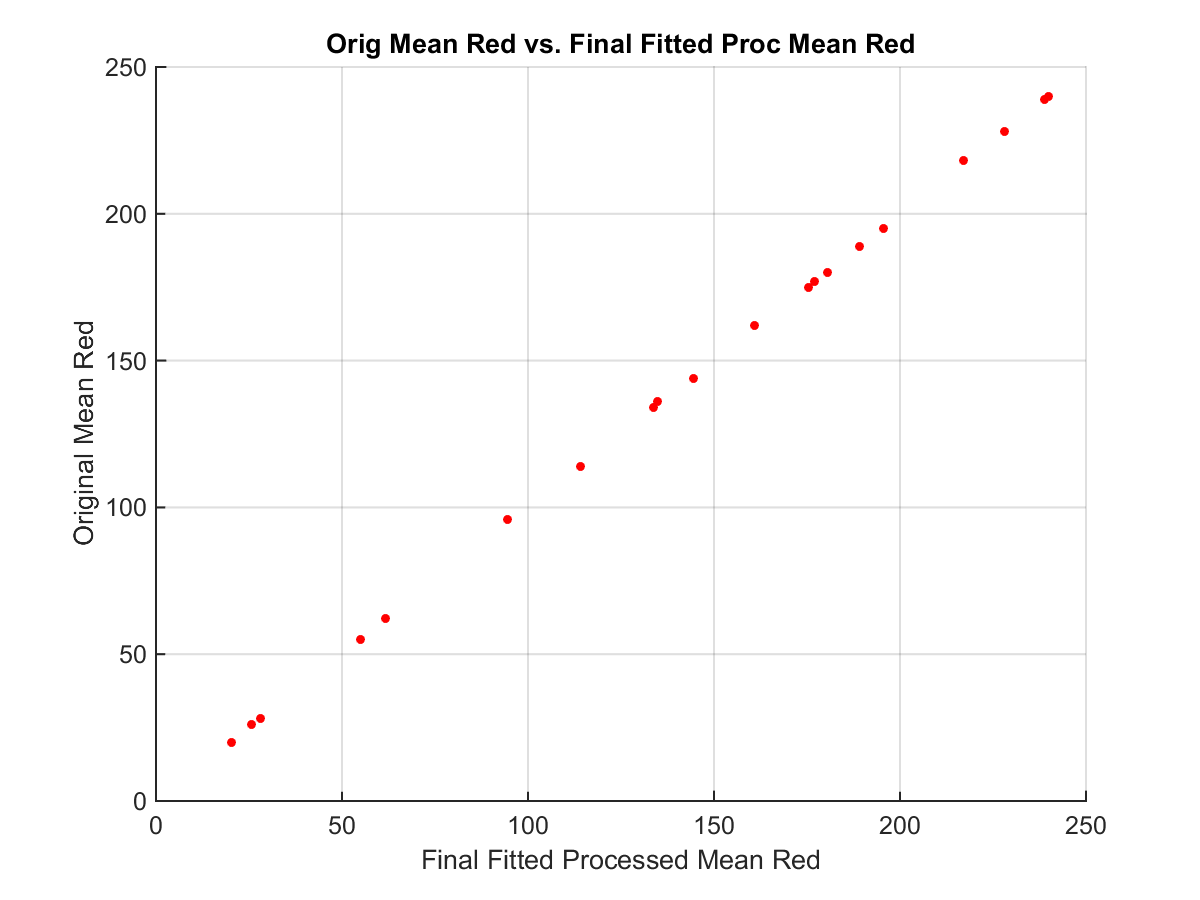 Orig Mean Red vs. Final Fitted Proc Mean Red
250
200
150
100
50
0
Original Mean Red
0 50 100 150 200 250
Final Fitted Processed Mean Red